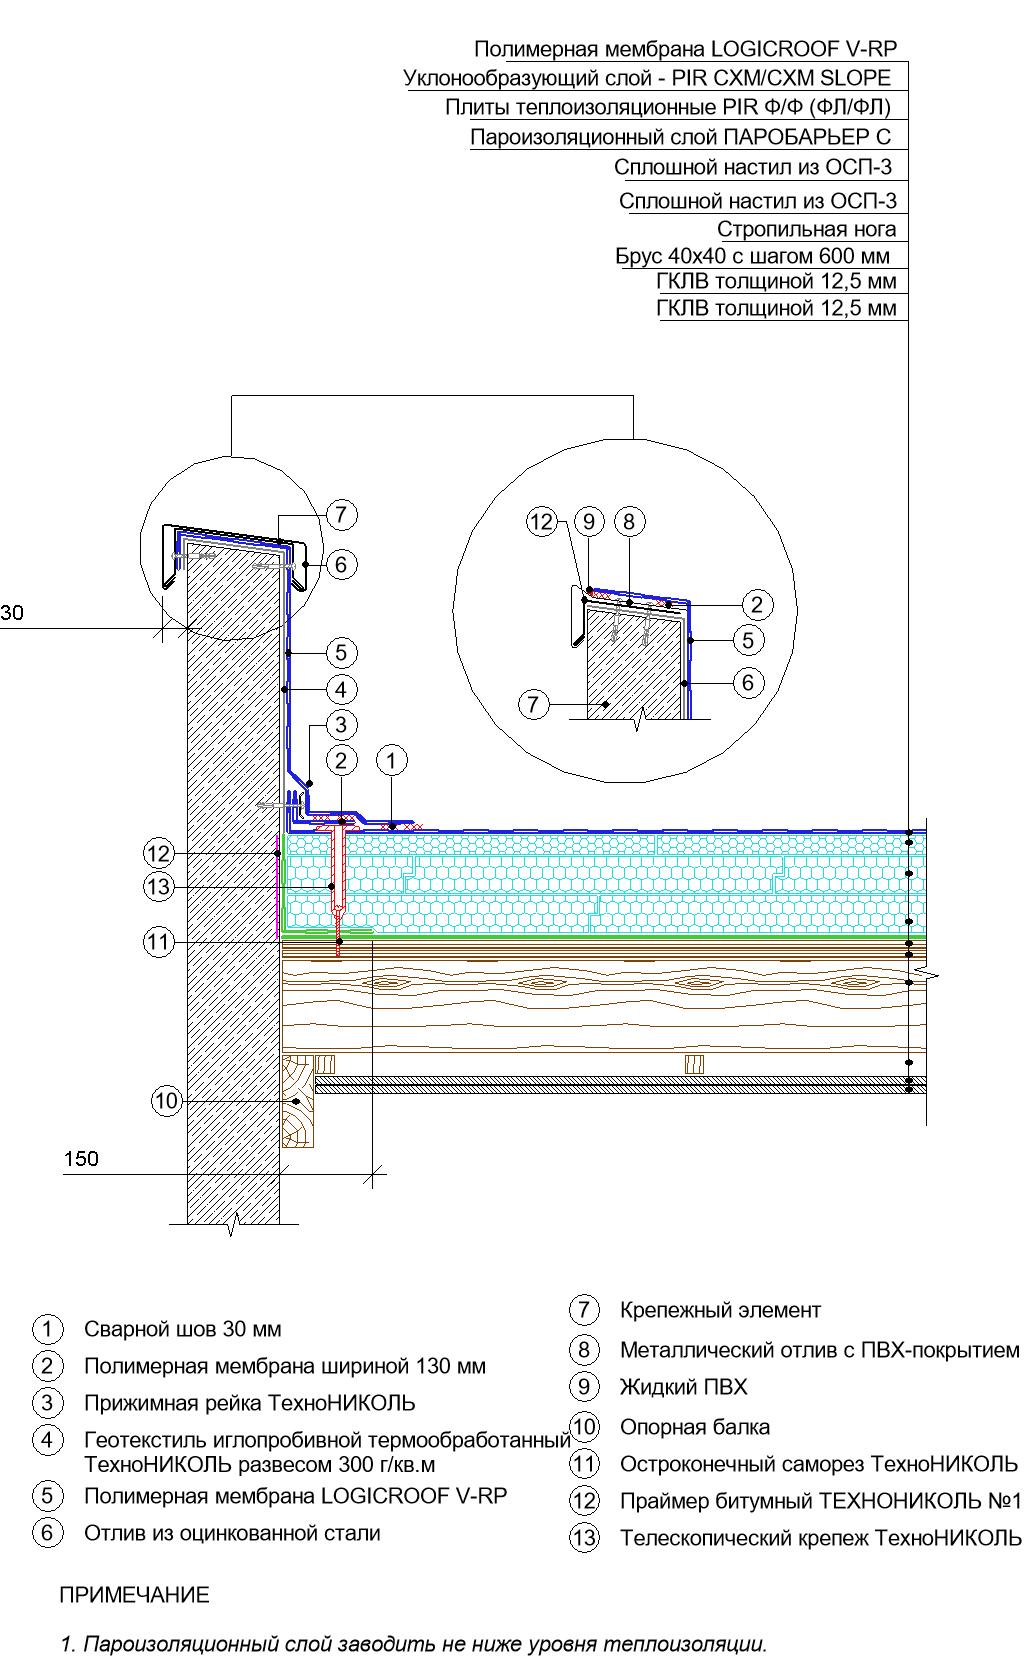 Полимерная мембрана LOGICROOF V-RP
Уклонообразующий слой - PIR CXM/CXM SLOPE
Плиты теплоизоляционные PIR Ф/Ф (ФЛ/ФЛ)
Пароизоляционный слой ПАРОБАРЬЕР С
Сплошной настил из ОСП-3
Сплошной настил из ОСП-3
Стропильная нога
Брус 40х40 с шагом 600 мм
ГКЛВ толщиной 12,5 мм
ГКЛВ толщиной 12,5 мм
7
6
12 9 8
2
5
6
7
30
5
4
3
2 1
12
13
11
10
150
1 Сварной шов 30 мм
2 Полимерная мембрана шириной 130 мм
3 Прижимная рейка ТехноНИКОЛЬ
4 Геотекстиль иглопробивной термообработанный
ТехноНИКОЛЬ развесом 300 г/кв.м
5 Полимерная мембрана LOGICROOF V-RP
6 Отлив из оцинкованной стали
7 Крепежный элемент
8 Металлический отлив с ПВХ-покрытием
9 Жидкий ПВХ
10 Опорная балка
11 Остроконечный саморез ТехноНИКОЛЬ
12 Праймер битумный ТЕХНОНИКОЛЬ №1
13 Телескопический крепеж ТехноНИКОЛЬ
ПРИМЕЧАНИЕ
1. Пароизоляционный слой заводить не ниже уровня теплоизоляции.